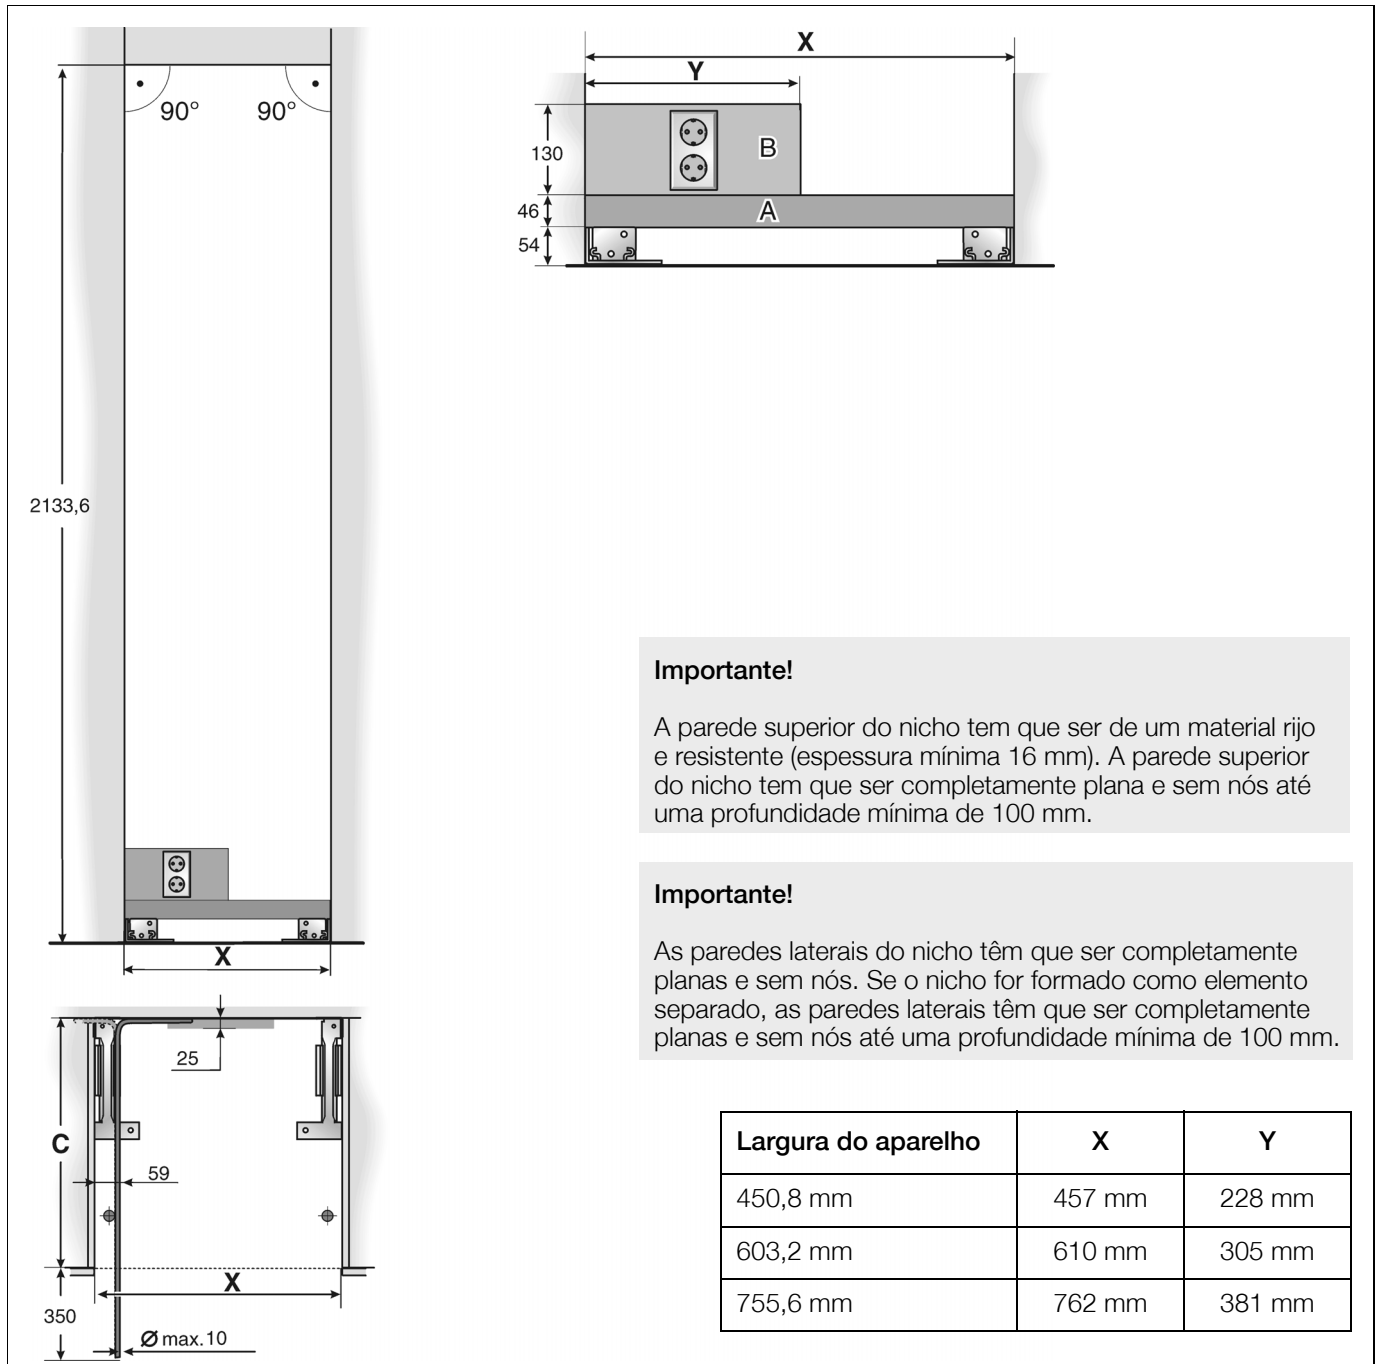 90°
90°
2133,6
X
X
Y
130
B
46
A
54
Importante!
A parede superior do nicho tem que ser de um material rijo
e resistente (espessura mínima 16 mm). A parede superior
do nicho tem que ser completamente plana e sem nós até
uma profundidade mínima de 100 mm.
Importante!
As paredes laterais do nicho têm que ser completamente
planas e sem nós. Se o nicho for formado como elemento
separado, as paredes laterais têm que ser completamente
planas e sem nós até uma profundidade mínima de 100 mm.
25
C
59
X
350
Ø max.10
Largura do aparelho X Y
450,8 mm 457 mm 228 mm
603,2 mm 610 mm 305 mm
755,6 mm 762 mm 381 mm